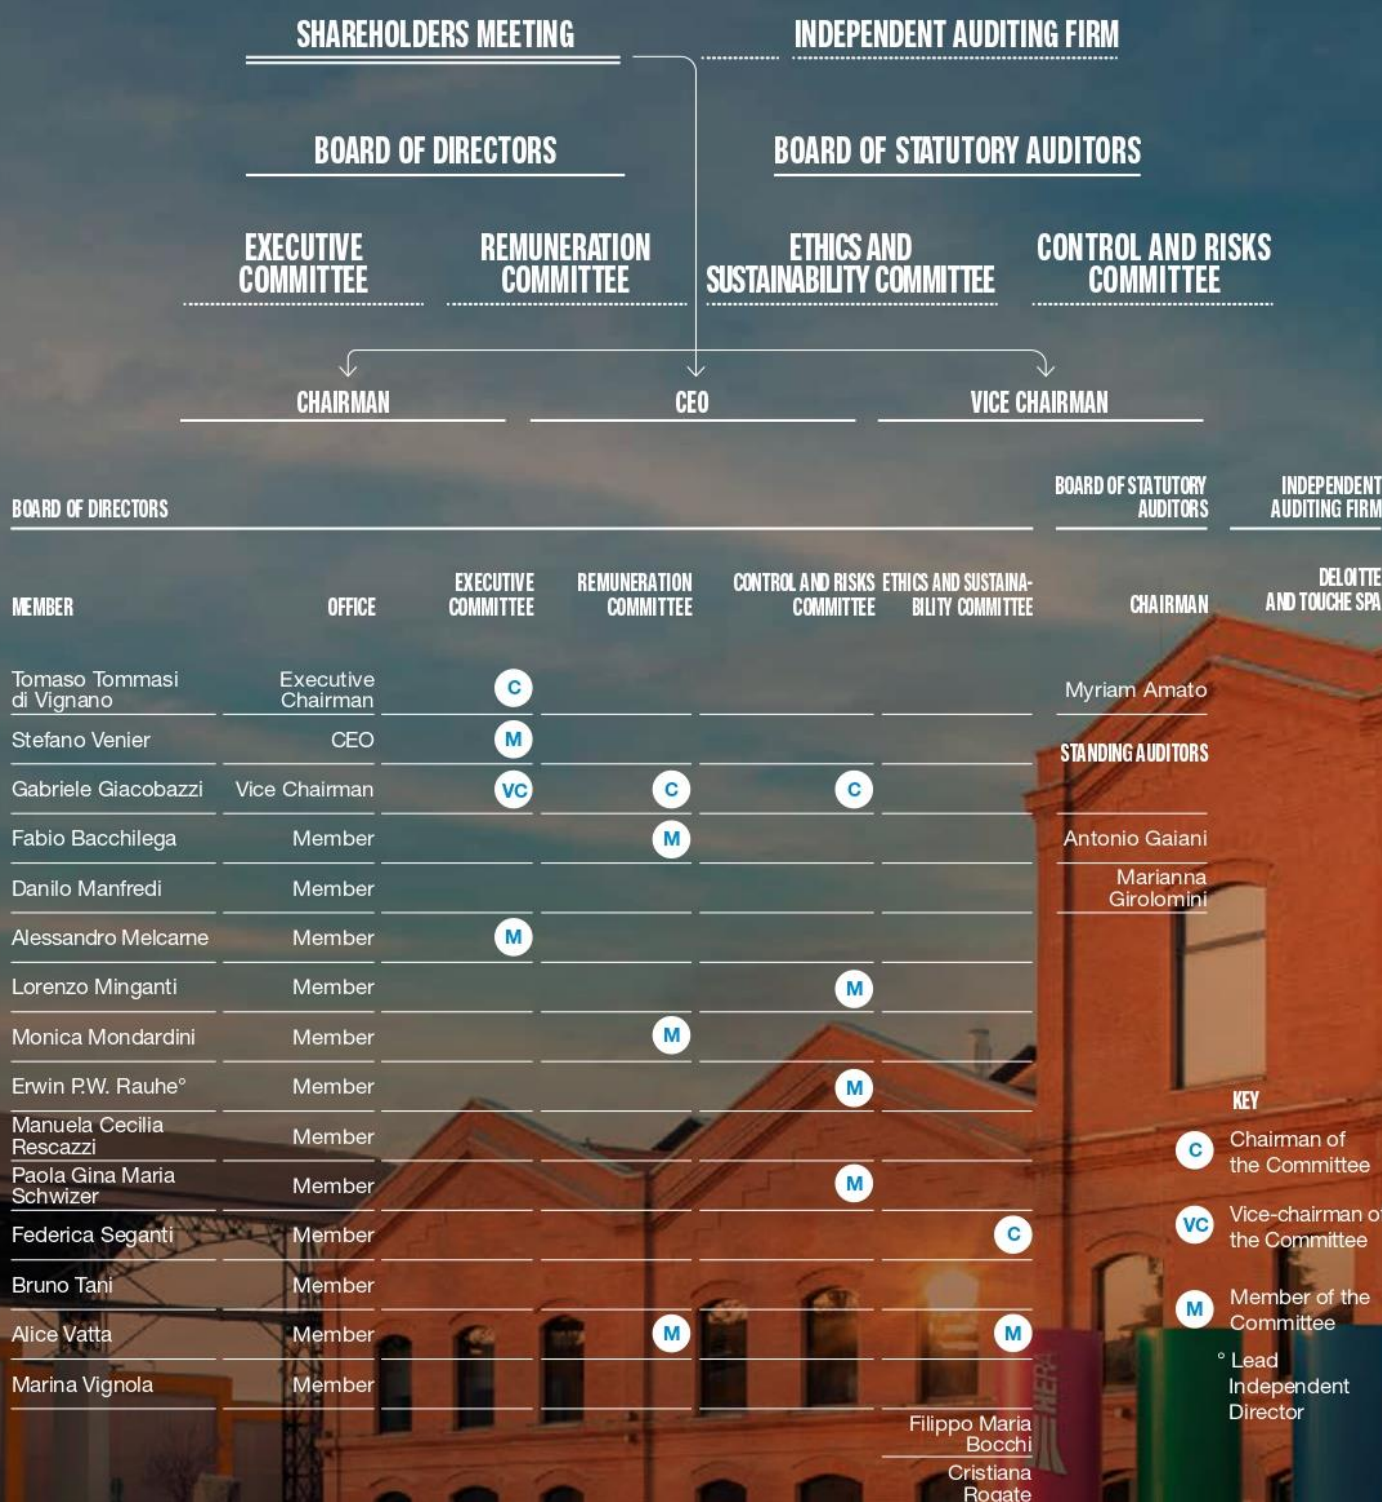 SHAREHOLDERS MEETING
INDEPENDENT AUDITING FIRM
BOARD OF DIRECTORS
BOARD OF STATUTORY AUDITORS
EXECUTIVE
COMMITTEE
REMUNERATION
COMMITTEE
ETHICS AND
SUSTAINABILITY COMMITTEE
CONTROL AND RISKS
COMMITTEE
CHAIRMAN
CEO
VICE CHAIRMAN
BOARD OF DIRECTORS
BOARD OF STATUTORY
AUDITORS
INDEPENDENT
AUDITING FIRM
MEMBER
OFFICE
EXECUTIVE
COMMITTEE
REMUNERATION
COMMITTEE
CONTROL AND RISKS
COMMITTEE
ETHICS AND SUSTAINA-
BILITY COMMITTEE
CHAIRMAN
DELOITTE
AND TOUCHE SPA
Tomaso Tommasi
di Vignano
Executive
Chairman
C
Myriam Amato
Stefano Venier CEO M
STANDING AUDITORS
Gabriele Giacobazzi Vice Chairman VC C C
Fabio Bacchilega Member M Antonio Gaiani
Danilo Manfredi Member
Marianna
Girolomini
Alessandro Melcarne Member M
Lorenzo Minganti Member M
Monica Mondardini Member M
Erwin P.W. Rauhe° Member M
Manuela Cecilia
Rescazzi
Member
Paola Gina Maria
Schwizer
Member M
Federica Seganti Member C
Bruno Tani Member
Alice Vatta Member M M
Marina Vignola Member
Filippo Maria
Bocchi
Cristiana
Rogate
KEY
C Chairman of
the Committee
VC Vice-chairman of
the Committee
M Member of the
Committee
° Lead
Independent
Director
HERA